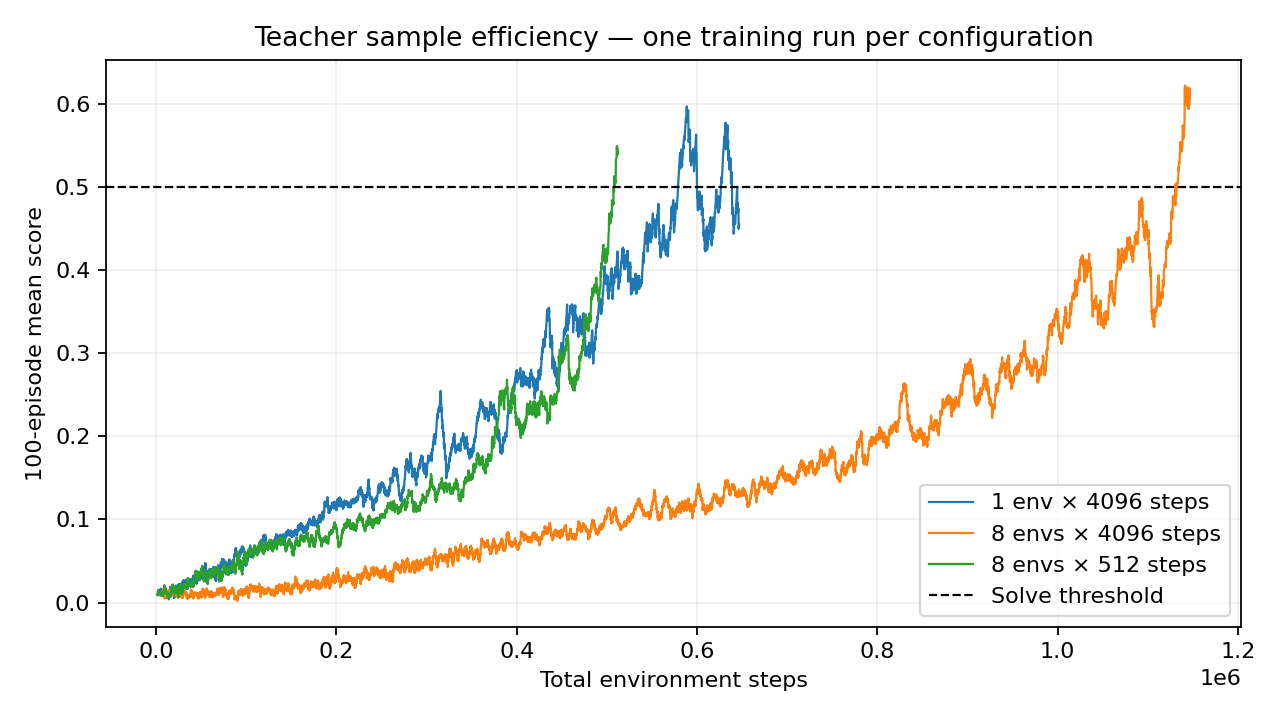 Teacher sample efficiency — one training run per configuration
100-episode mean score
0.6
0.5
0.4
0.3
0.2
0.1
0.0
1 env × 4096 steps
8 envs × 4096 steps
8 envs × 512 steps
Solve threshold
0.0 0.2 0.4 0.6 0.8 1.0 1.2
1e6
Total environment steps